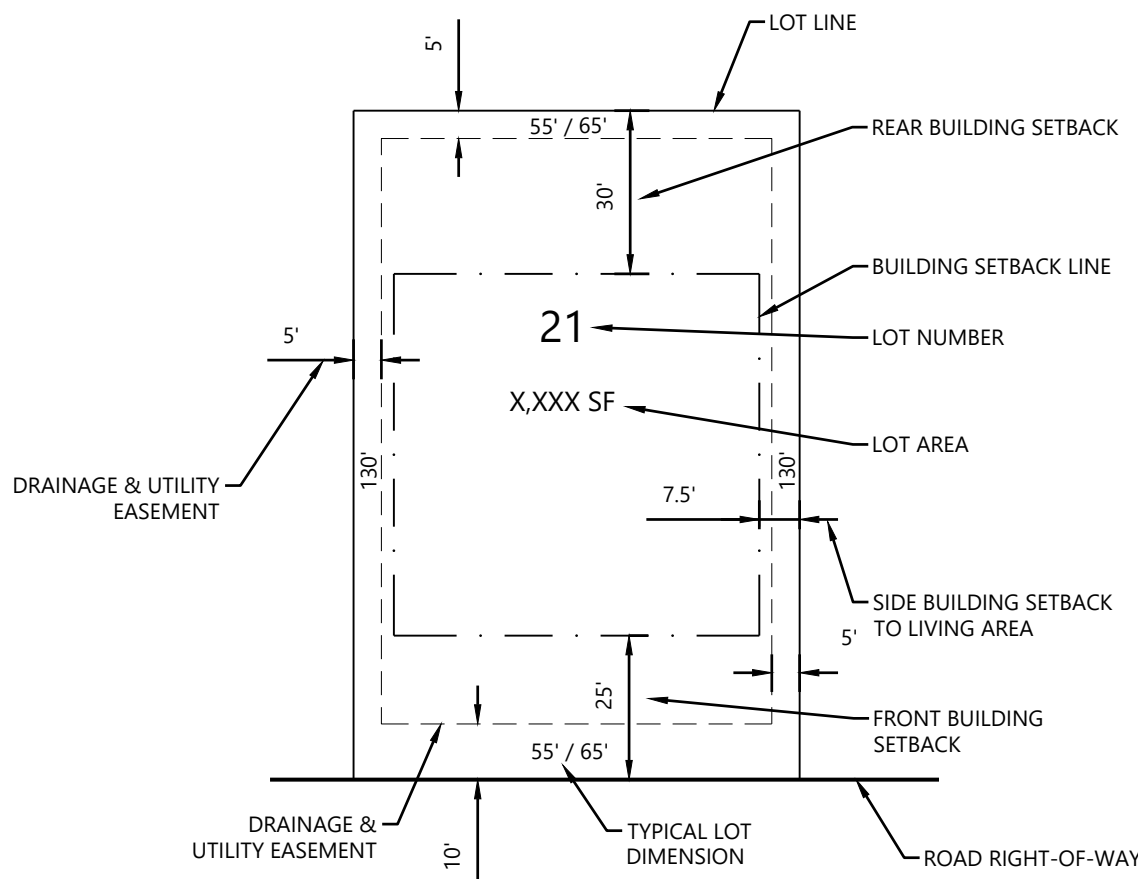 LOT LINE
5'
55' / 65'
REAR BUILDING SETBACK
30'
BUILDING SETBACK LINE
21
LOT NUMBER
5'
X,XXX SF
LOT AREA
130'
130'
DRAINAGE & UTILITY
EASEMENT
7.5'
SIDE BUILDING SETBACK
TO LIVING AREA
5'
25'
FRONT BUILDING
SETBACK
55' / 65'
DRAINAGE &
UTILITY EASEMENT
10'
TYPICAL LOT
DIMENSION
ROAD RIGHT-OF-WAY